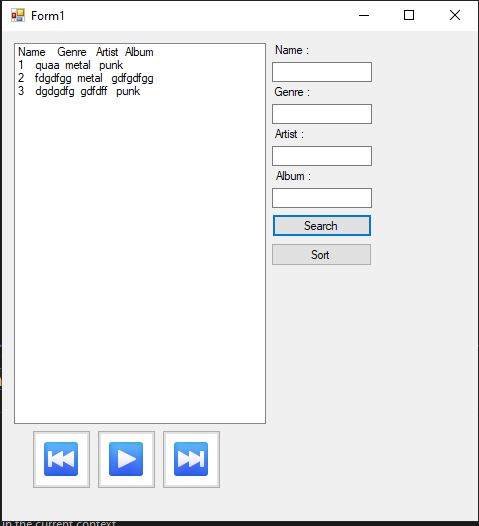 Form1
Name Genre Artist Album
1 quaa metal punk
2 fdgdfgg metal gdfgdfgg
3 dgdgdfg gdfdff punk
Name :
Genre :
Artist :
Album :
Search
Sort
in the current context